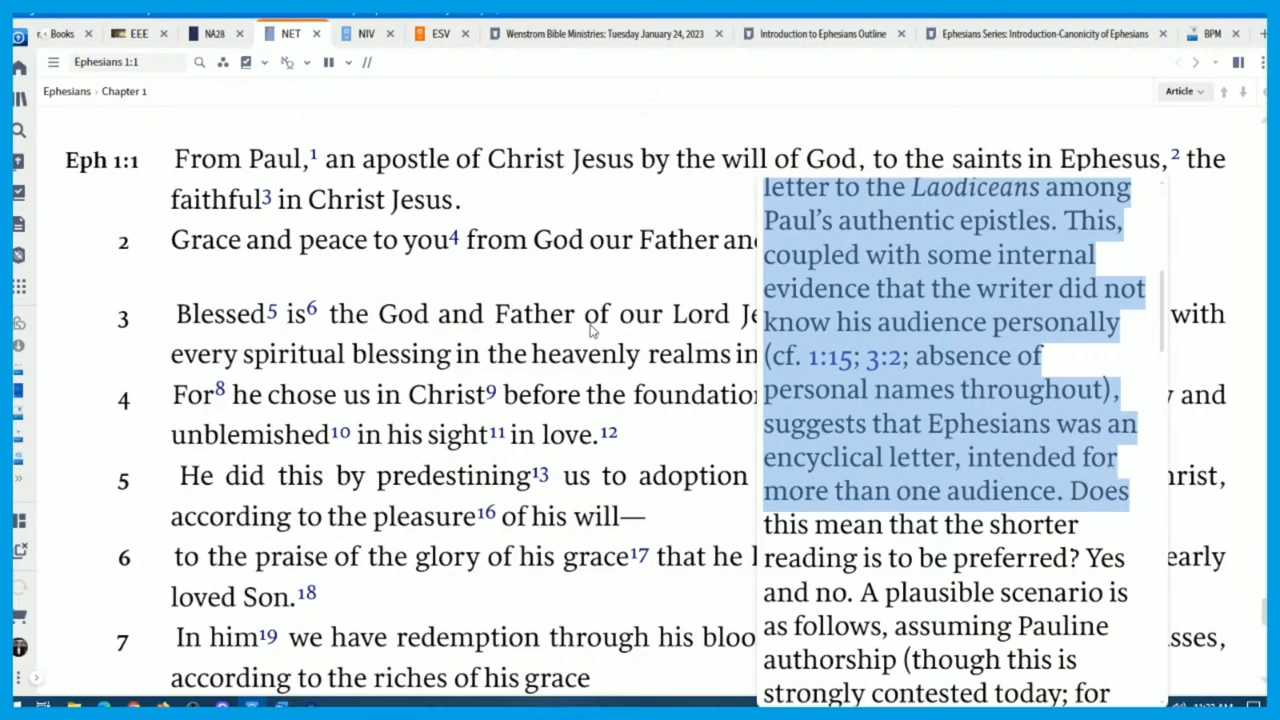 r. Books
EEE
NA28
NET
NIV
ESV
Wenstrom Bible Ministries: Tuesday January 24, 2023
Introduction to Ephesians Outline
Ephesians Series: Introduction-Canonicity of Ephesians
BPM
Ephesians 1:1
Ephesians › Chapter 1
Article
Eph 1:1 From Paul,1 an apostle of Christ Jesus by the will of God, to the saints in Ephesus,2 the
faithful3 in Christ Jesus.
2 Grace and peace to you4 from God our Father and
3 Blessed5 is6 the God and Father of our Lord Je with
every spiritual blessing in the heavenly realms in
4 For8 he chose us in Christ9 before the foundation and
unblemished10 in his sight11 in love.12
5 He did this by predestining13 us to adoption hrist,
according to the pleasure16 of his will—
6 to the praise of the glory of his grace17 that he early
loved Son.18
7 In him19 we have redemption through his bloo sses,
according to the riches of his grace
letter to the Laodiceans among
Paul's authentic epistles. This,
coupled with some internal
evidence that the writer did not
know his audience personally
(cf. 1:15; 3:2; absence of
personal names throughout),
suggests that Ephesians was an
encyclical letter, intended for
more than one audience. Does
this mean that the shorter
reading is to be preferred? Yes
and no. A plausible scenario is
as follows, assuming Pauline
authorship (though this is
strongly contested today; for